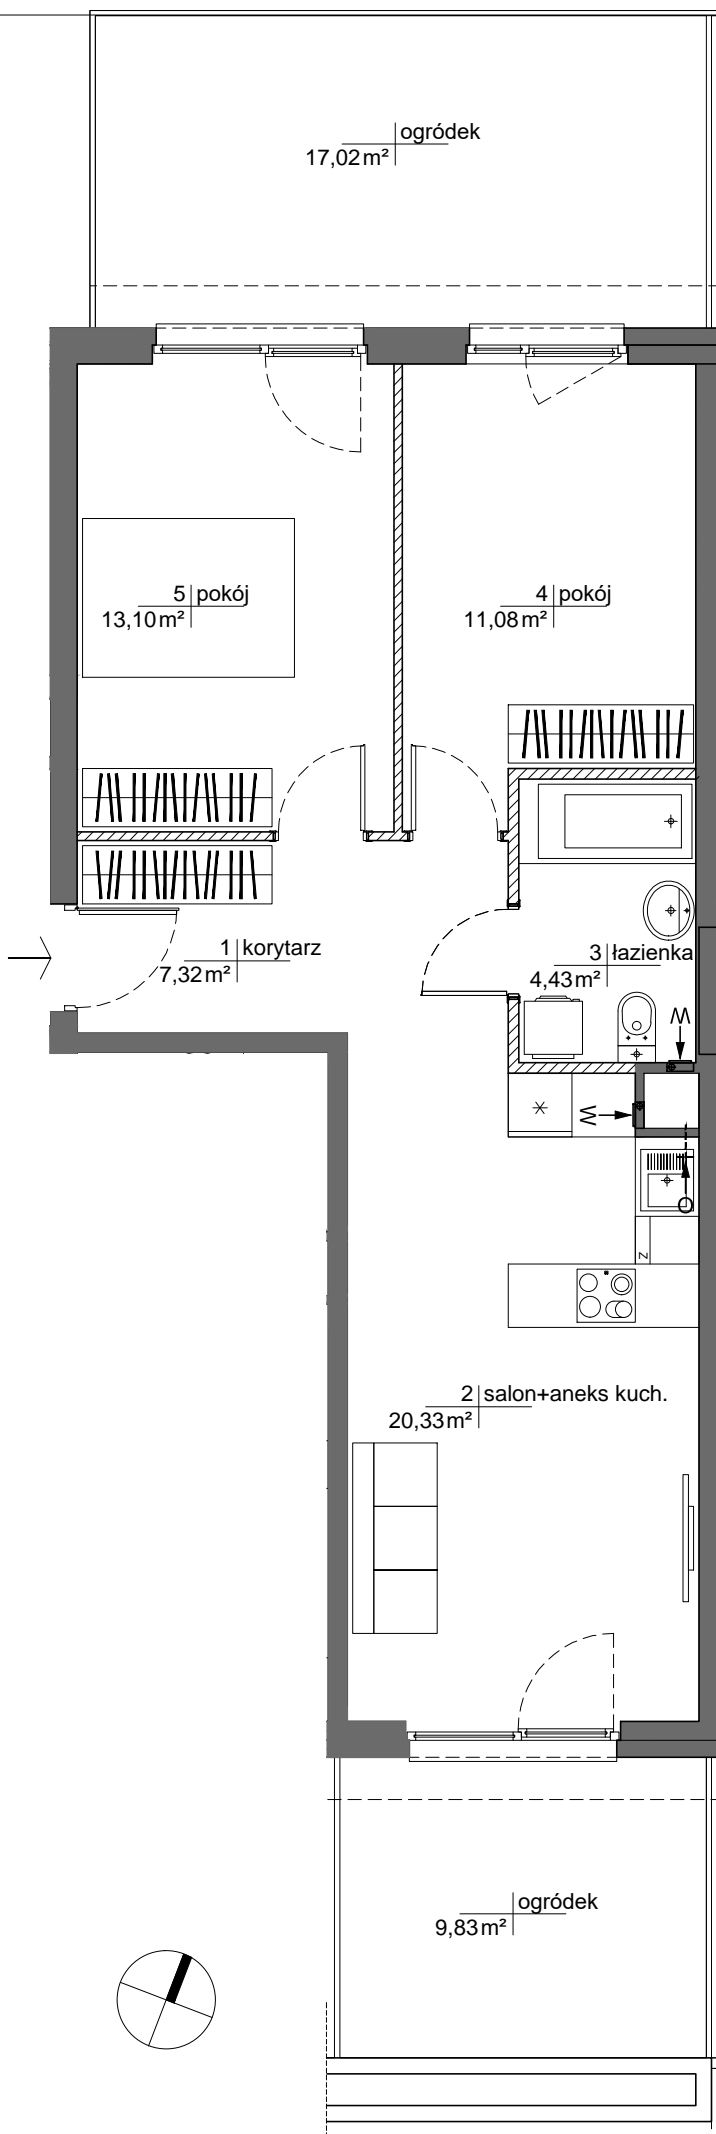 ogródek
17,02 m²
5 pokój
13,10 m²
4 pokój
11,08 m²
1 korytarz
7,32 m²
3 łazienka
4,43 m²
W
W
O
Z
2 salon+aneks kuch.
20,33 m²
ogródek
9,83 m²